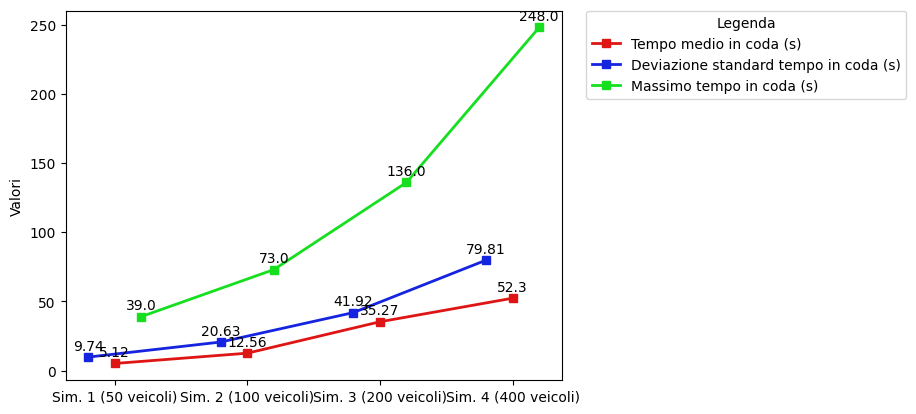 Legenda
Tempo medio in coda (s)
Deviazione standard tempo in coda (s)
Massimo tempo in coda (s)
Valori
250
200
150
100
50
0
248.0
136.0
73.0
39.0
79.81
41.92
20.63
9.74
52.3
35.27
12.56
5.12
Sim. 1 (50 veicoli)
Sim. 2 (100 veicoli)
Sim. 3 (200 veicoli)
Sim. 4 (400 veicoli)